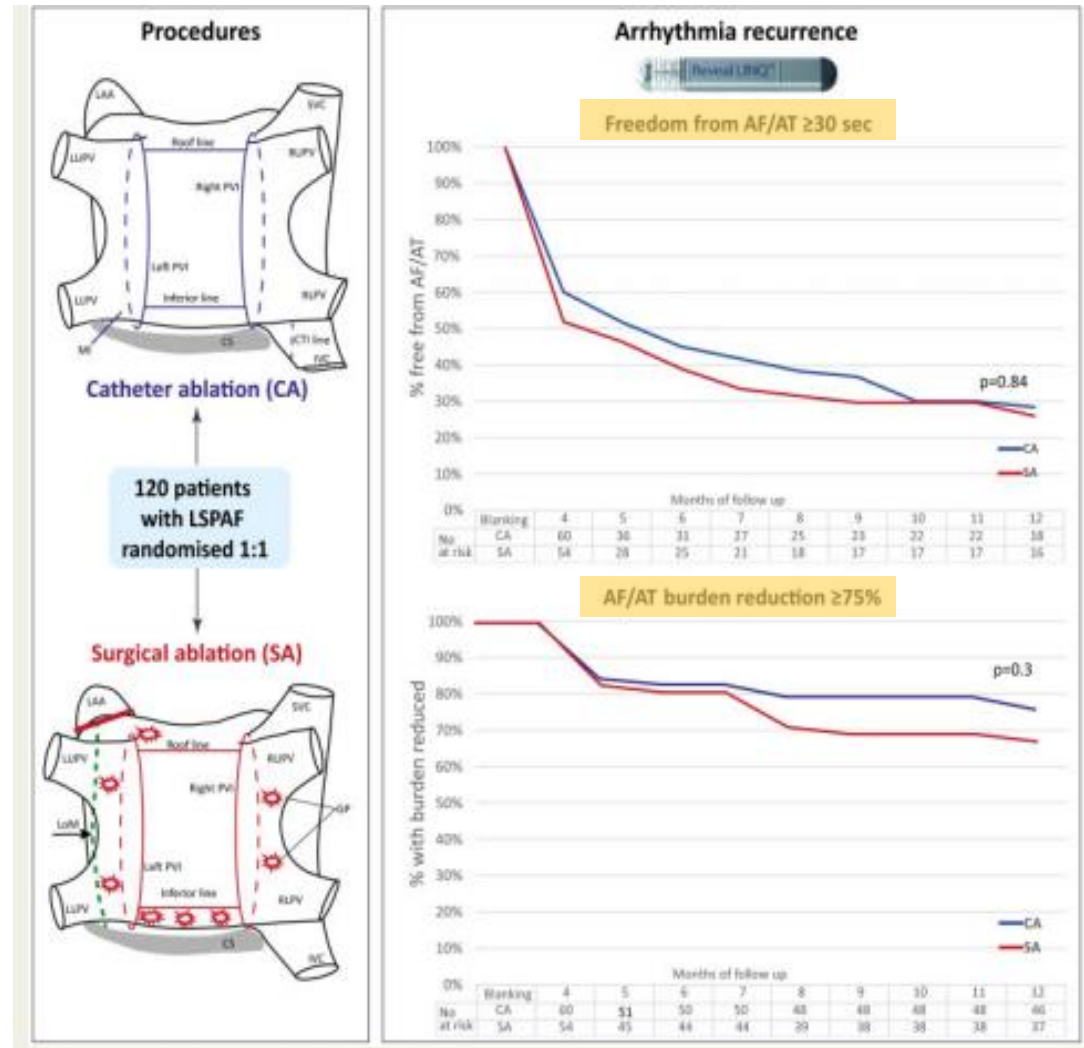 Procedures
LAA
SVC
Roof line
LUPV
RUPV
Right PVI
Left PVI
LLPV
Inferior line
RLPV
MI
CS
(CTI line
IVC
Catheter ablation (CA)
120 patients
with LSPAF
randomised 1:1
Surgical ablation (SA)
LAA
SVC
Roof line
LUPV
RUPV
Right PVI
GP
LoM
Left PVI
Inferior line
LLPV
RLPV
CS
IVC
Arrhythmia recurrence
Reveal LINQ
Freedom from AF/AT ≥30 sec
% free from AF/AT
100%
90%
80%
70%
60%
50%
40%
30%
20%
10%
0%
p=0.84
CA
SA
Months of follow up
Blanking 4 5 6 7 8 9 10 11 12
No at risk
CA 60 36 31 27 25 23 22 22 18
SA 54 28 25 21 18 17 17 17 16
AF/AT burden reduction ≥75%
% with burden reduced
100%
90%
80%
70%
60%
50%
40%
30%
20%
10%
0%
p=0.3
CA
SA
Months of follow up
Blanking 4 5 6 7 8 9 10 11 12
No at risk
CA 60 51 50 50 48 48 48 48 46
SA 54 45 44 44 39 38 38 38 37